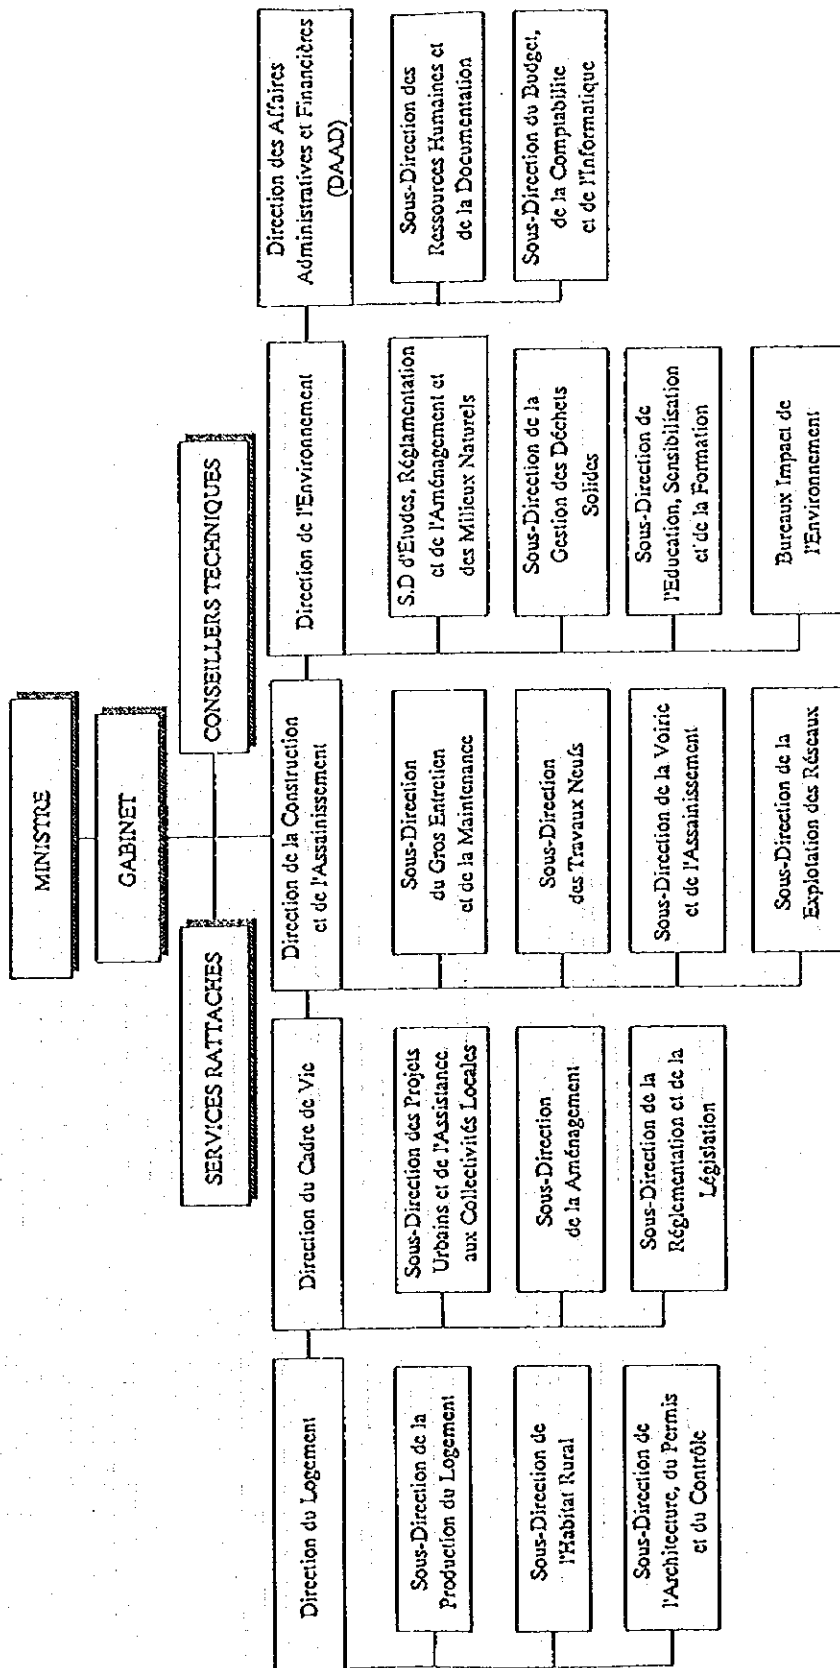 MINISTRE
GABINET
SERVICES RATTACHES
CONSEILLERS TECHNIQUES
Direction du Logement
Sous-Direction de la
Production du Logement
Sous-Direction de
l'Habitat Rural
Sous-Direction de
l'Architecture, du Permis
et du Contrôle
Direction du Cadre de Vie
Sous-Direction des Projets
Urbains et de l'Assistance
aux Collectivités Locales
Sous-Direction
de la Aménagement
Sous-Direction de la
Réglementation et de la
Législation
Direction de la Construction
et de l'Assainissement
Sous-Direction
du Gros Entretien
et de la Maintenance
Sous-Direction
des Travaux Neufs
Sous-Direction de la Voirie
et de l'Assainissement
Sous-Direction de la
Explotation des Réseaux
Direction de l'Environnement
S.D d'Etudes, Réglamentation
et de l'Aménagement et
des Milieux Naturels
Sous-Direction de la
Gestion des Déchets
Solides
Sous-Direction de
l'Education, Sensibilisation
et de la Formation
Bureaux Impact de
l'Environnement
Direction des Affaires
Administratives et Financières
(DAAD)
Sous-Direction des
Ressources Humaines et
de la Documentation
Sous-Direction du Budget,
de la Comptabilite
et de l'Informatique